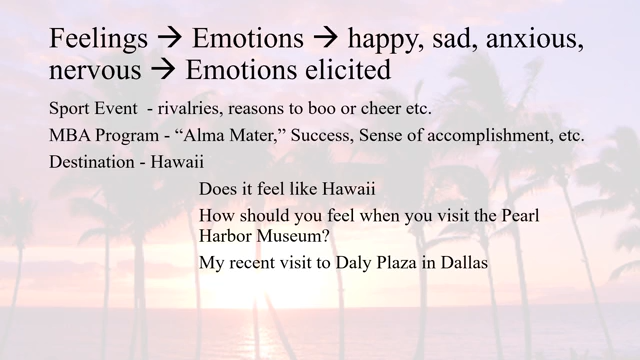 Feelings → Emotions → happy, sad, anxious,
nervous → Emotions elicited
Sport Event - rivalries, reasons to boo or cheer etc.
MBA Program - “Alma Mater,” Success, Sense of accomplishment, etc.
Destination - Hawaii
Does it feel like Hawaii
How should you feel when you visit the Pearl
Harbor Museum?
My recent visit to Daly Plaza in Dallas